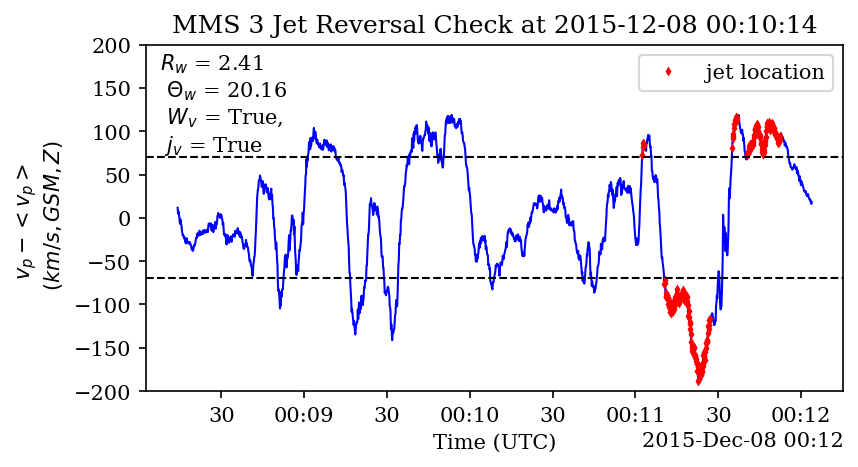 MMS 3 Jet Reversal Check at 2015-12-08 00:10:14
R_w = 2.41
Θ_w = 20.16
W_v = True,
j_v = True
jet location
v_p − <v_p>
(km/s, GSM, Z)
200
150
100
50
0
−50
−100
−150
−200
30 00:09 30 00:10 30 00:11 30 00:12
Time (UTC)
2015-Dec-08 00:12